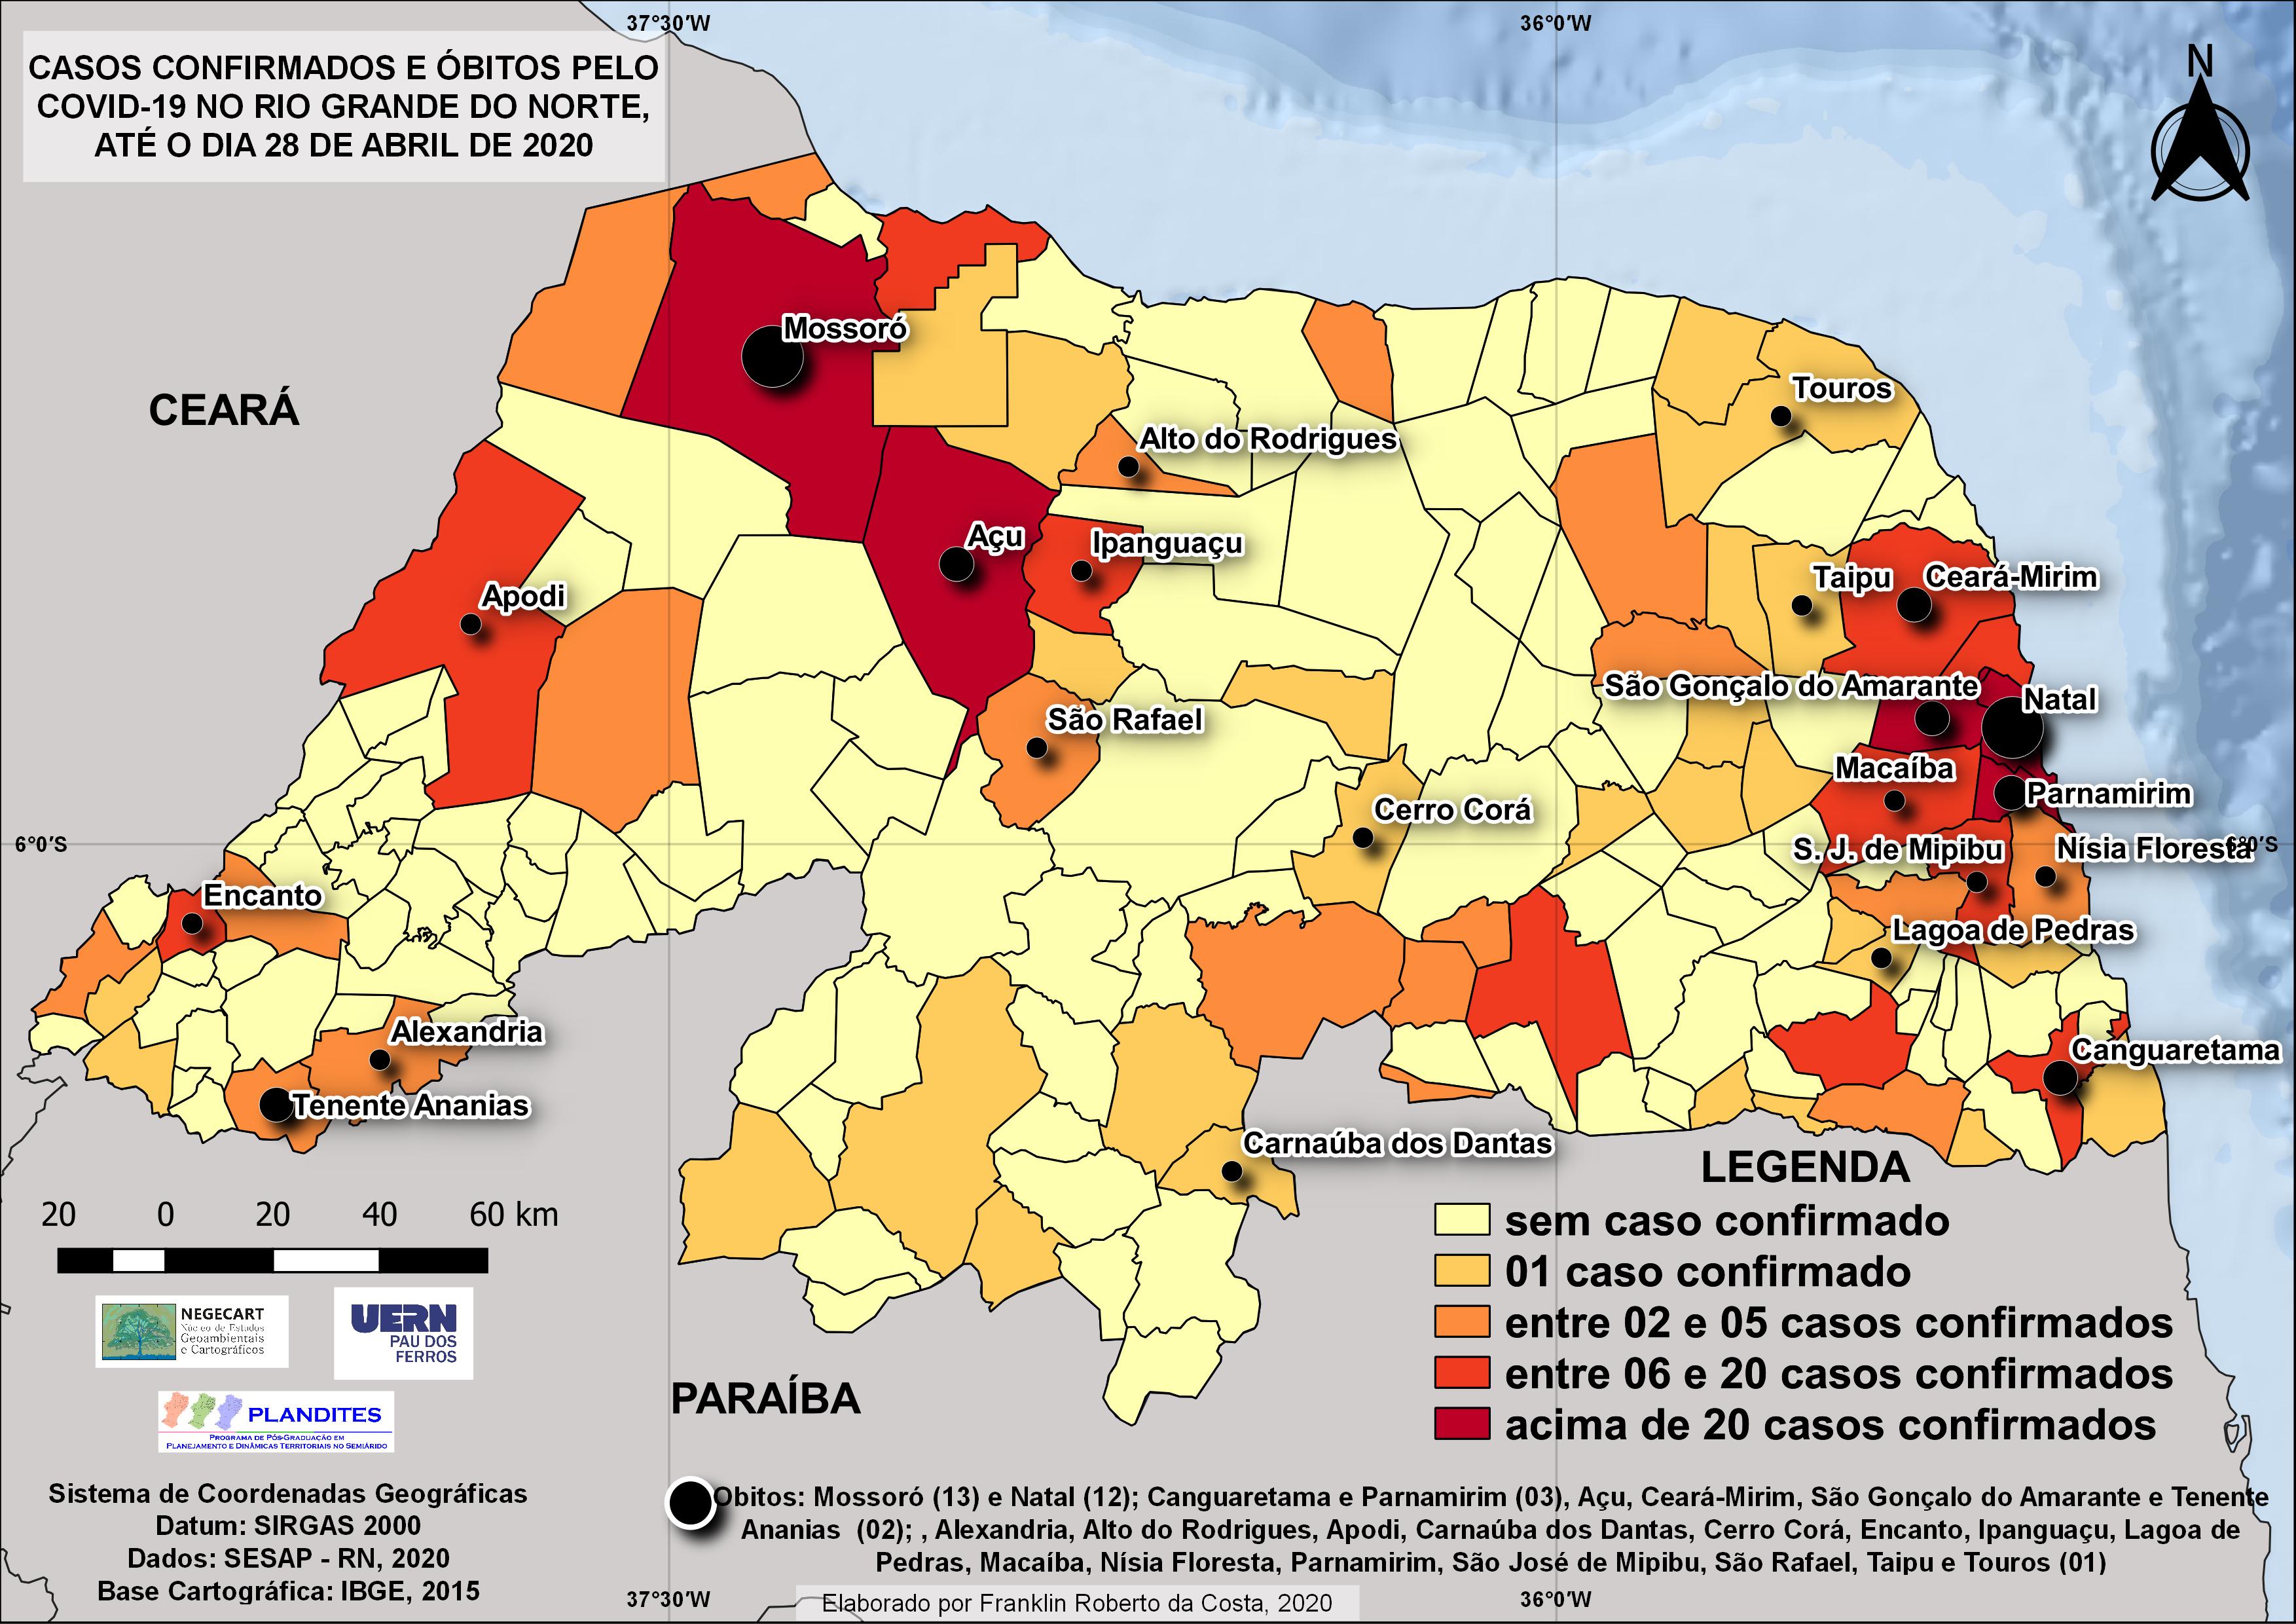 37°30'W
36°0'W
CASOS CONFIRMADOS E ÓBITOS PELO
COVID-19 NO RIO GRANDE DO NORTE,
ATÉ O DIA 28 DE ABRIL DE 2020
N
Mossoró
CEARÁ
Touros
Alto do Rodrigues
Açu
Ipanguaçu
Taipu
Ceará-Mirim
Apodi
São Gonçalo do Amarante
Natal
São Rafael
Macaíba
Parnamirim
Cerro Corá
6°0'S
S. J. de Mipibu
Nísia Floresta
6°0'S
Encanto
Lagoa de Pedras
Alexandria
Canguaretama
Tenente Ananias
Carnaúba dos Dantas
LEGENDA
sem caso confirmado
01 caso confirmado
entre 02 e 05 casos confirmados
entre 06 e 20 casos confirmados
acima de 20 casos confirmados
20 0 20 40 60 km
NEGECART
Núcleo de Estudos
Geoambientais
e Cartográficos
UERN
PAU DOS
FERROS
PLANDITES
PROGRAMA DE PÓS-GRADUAÇÃO EM
PLANEJAMENTO E DINÂMICAS TERRITORIAIS NO SEMIÁRIDO
PARAÍBA
Sistema de Coordenadas Geográficas
Datum: SIRGAS 2000
Dados: SESAP - RN, 2020
Base Cartográfica: IBGE, 2015
Obitos: Mossoró (13) e Natal (12); Canguaretama e Parnamirim (03), Açu, Ceará-Mirim, São Gonçalo do Amarante e Tenente
Ananias (02); , Alexandria, Alto do Rodrigues, Apodi, Carnaúba dos Dantas, Cerro Corá, Encanto, Ipanguaçu, Lagoa de
Pedras, Macaíba, Nísia Floresta, Parnamirim, São José de Mipibu, São Rafael, Taipu e Touros (01)
37°30'W
Elaborado por Franklin Roberto da Costa, 2020
36°0'W